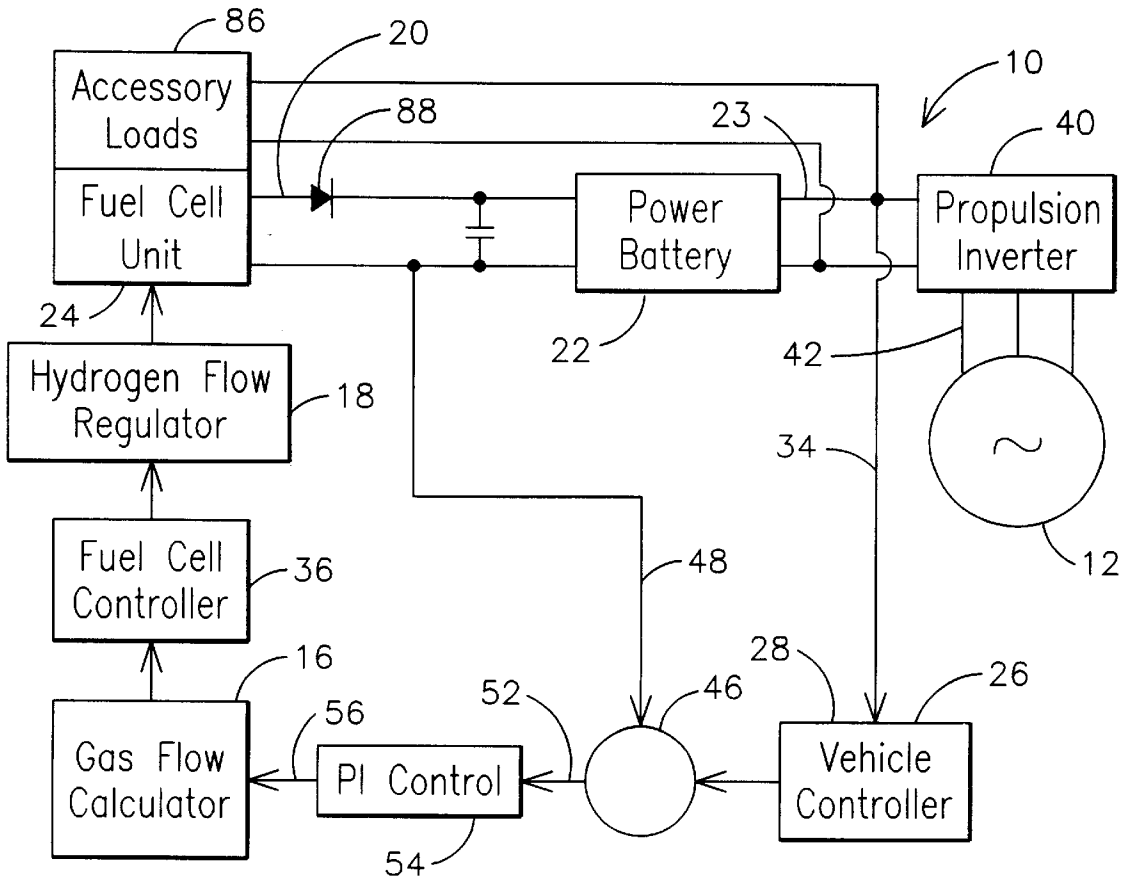 86
20
10
Accessory
Loads
88
23
40
Fuel Cell
Unit
Power
Battery
Propulsion
Inverter
24
22
42
Hydrogen Flow
Regulator
18
34
12
Fuel Cell
Controller
36
48
16
28
26
56
52
46
Gas Flow
Calculator
PI Control
Vehicle
Controller
54